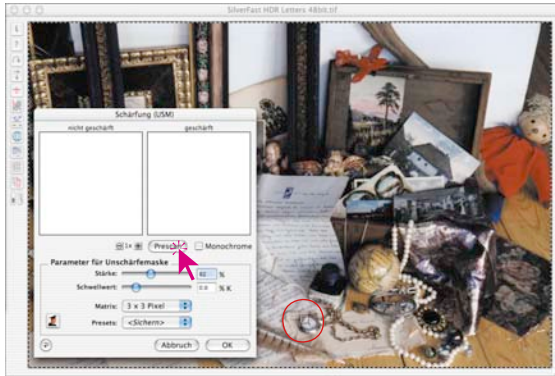 SilverFast HDR Letters 48bit.tif
Schärfung (USM)
nicht geschärft geschärft
1x Prescan Monochrome
Parameter für Unschärfemaske
Stärke: %
Schwellwert: % K
Matrix: 3 x 3 Pixel
Presets: <Sichern>
Abbruch OK